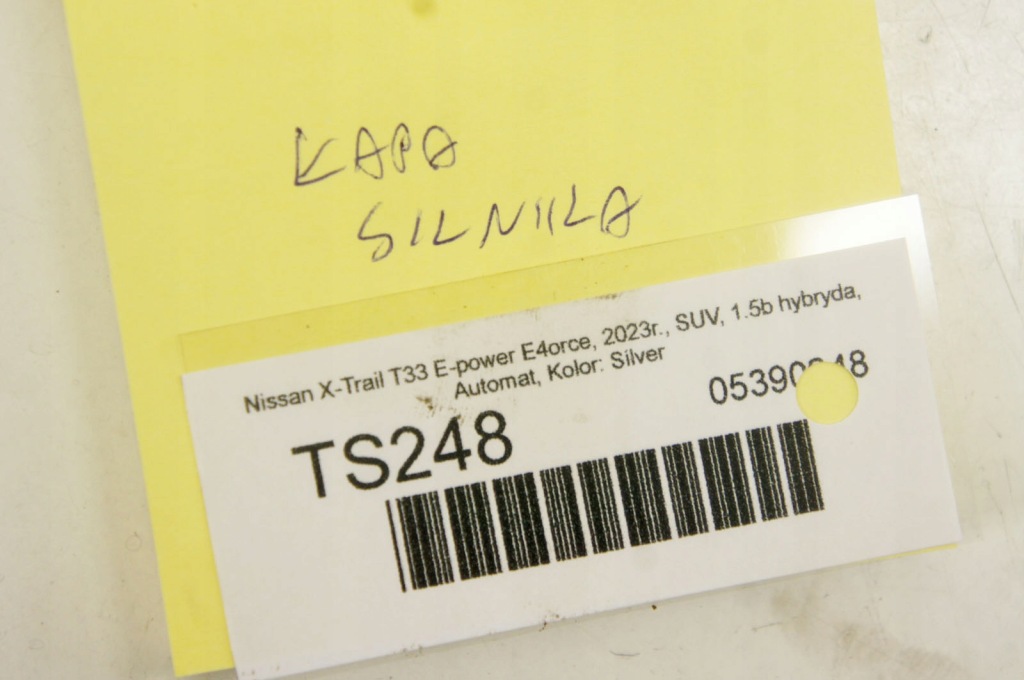 KAPA
SILNIKA
Nissan X-Trail T33 E-power E4orce, 2023r., SUV, 1.5b hybryda,
Automat, Kolor: Silver
TS248